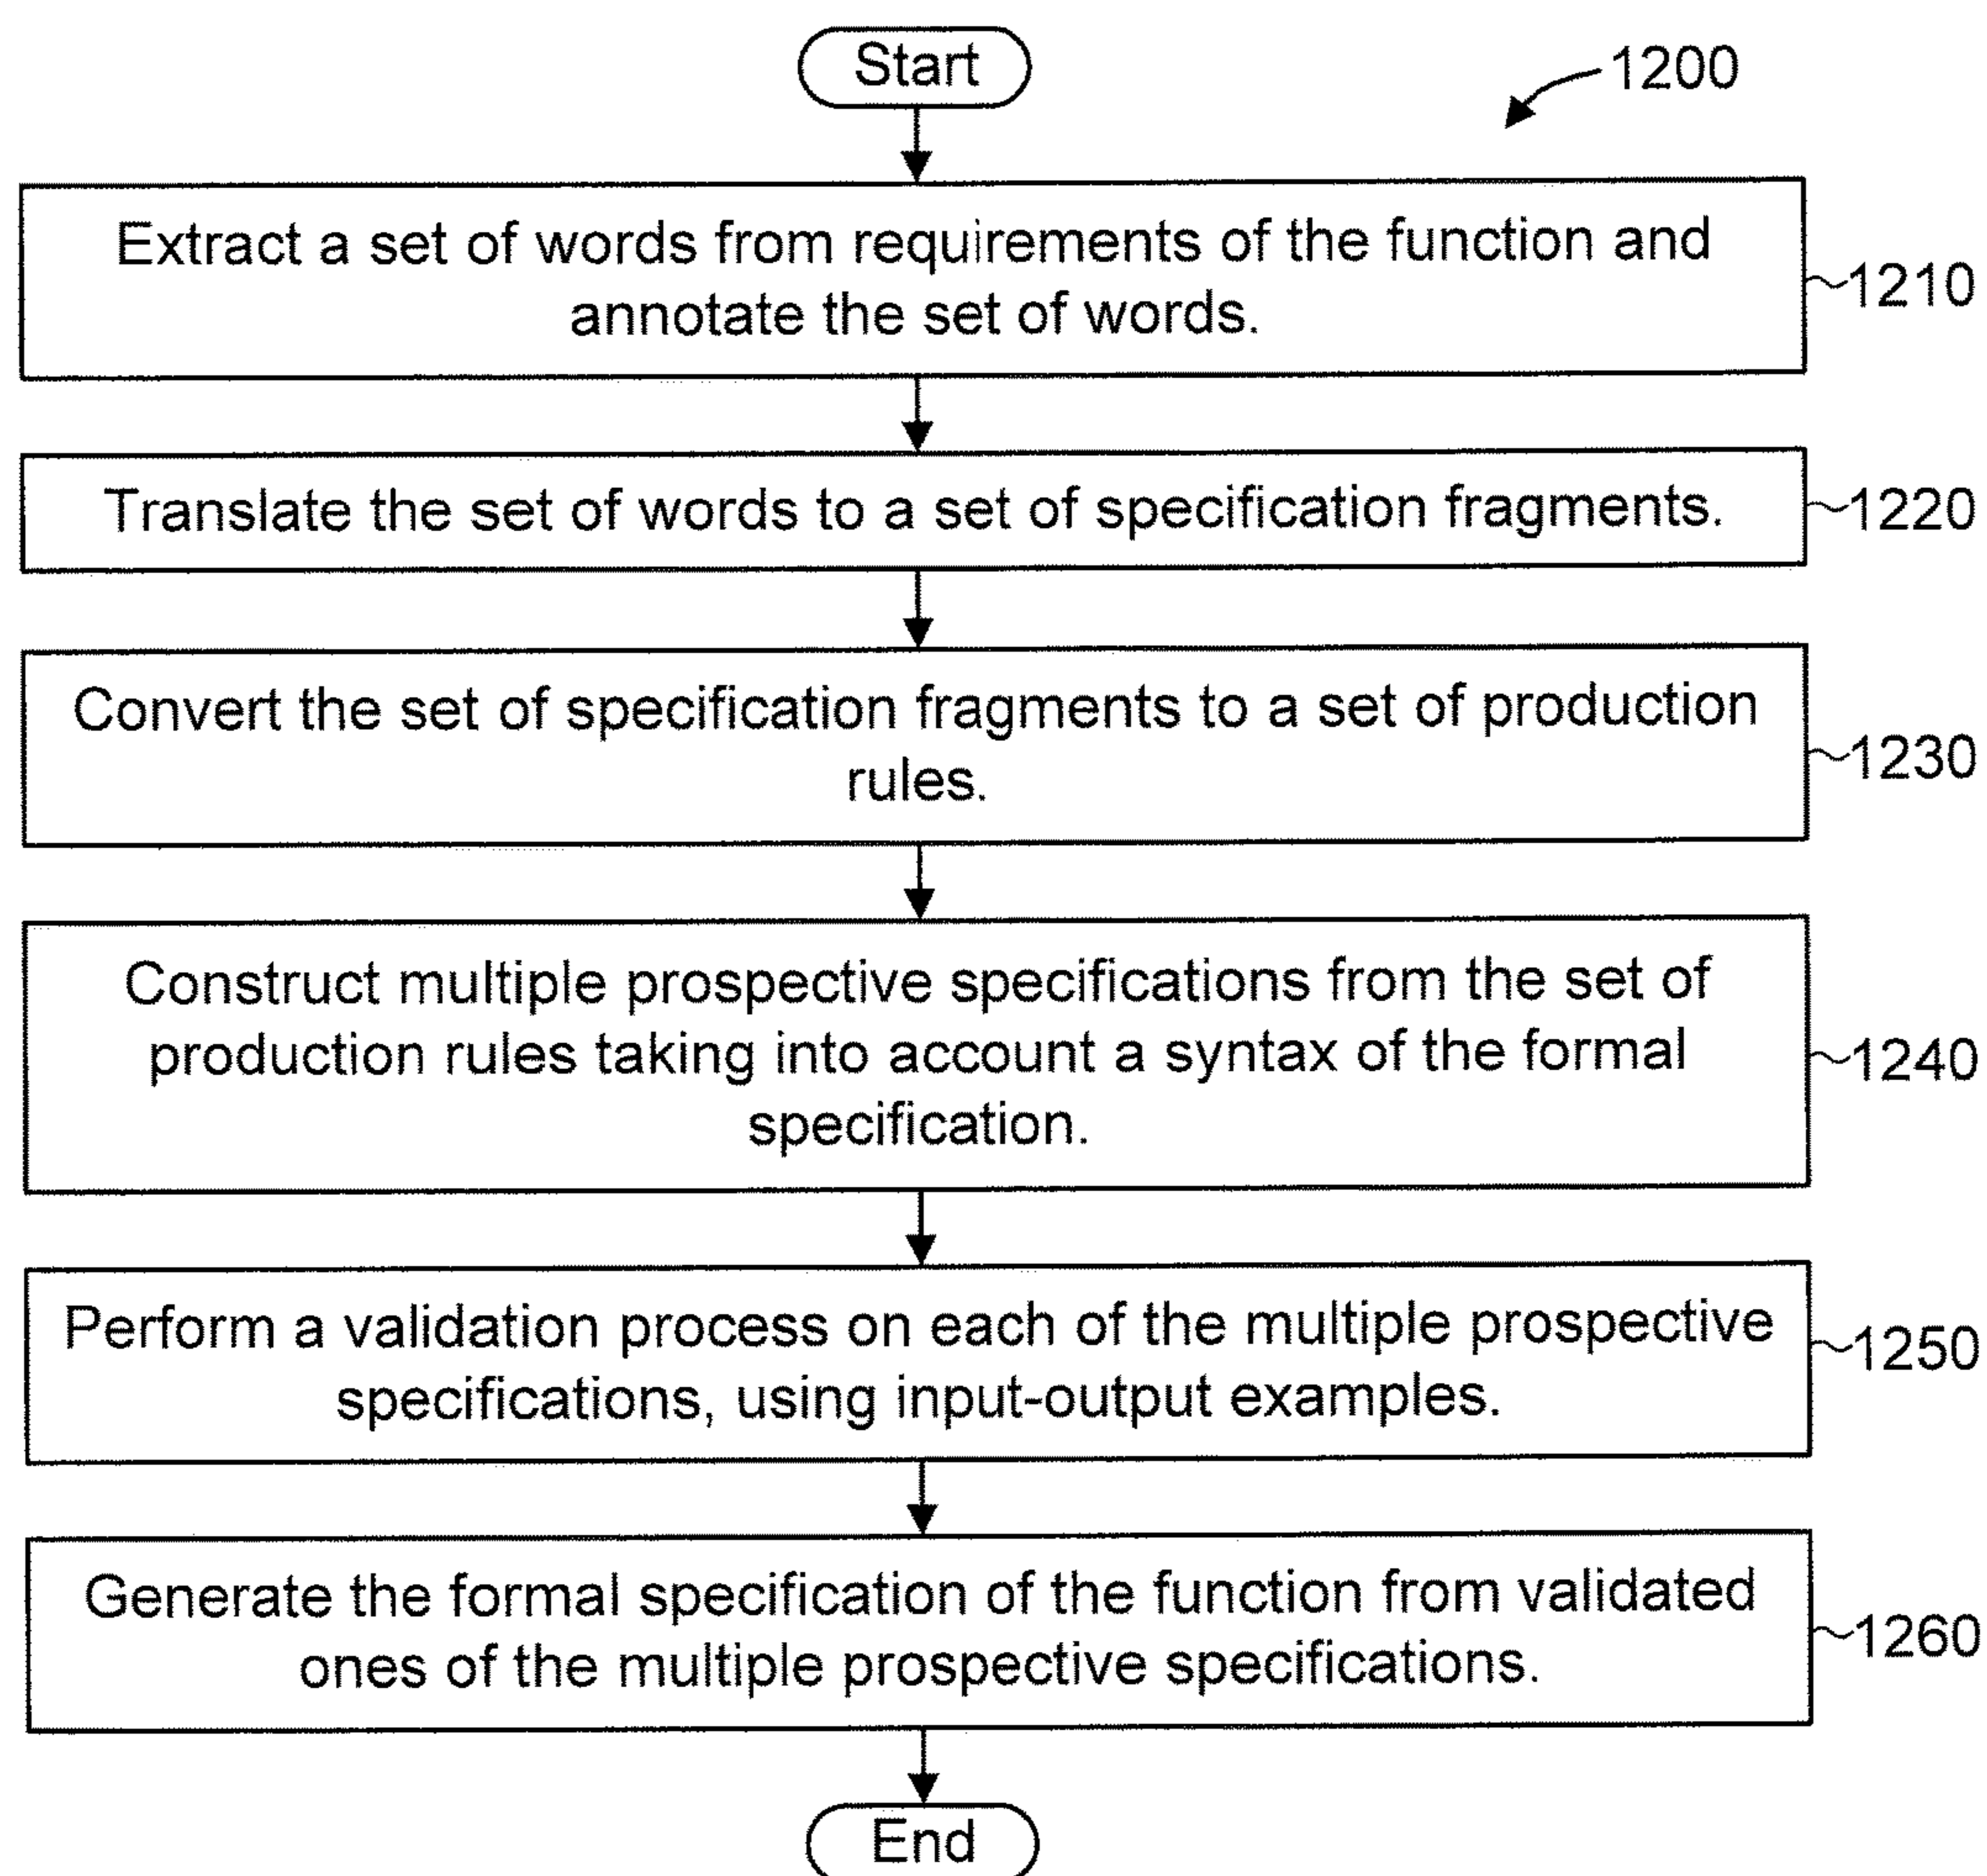 Start
1200
Extract a set of words from requirements of the function and
annotate the set of words.
1210
Translate the set of words to a set of specification fragments.
1220
Convert the set of specification fragments to a set of production
rules.
1230
Construct multiple prospective specifications from the set of
production rules taking into account a syntax of the formal
specification.
1240
Perform a validation process on each of the multiple prospective
specifications, using input-output examples.
1250
Generate the formal specification of the function from validated
ones of the multiple prospective specifications.
1260
End